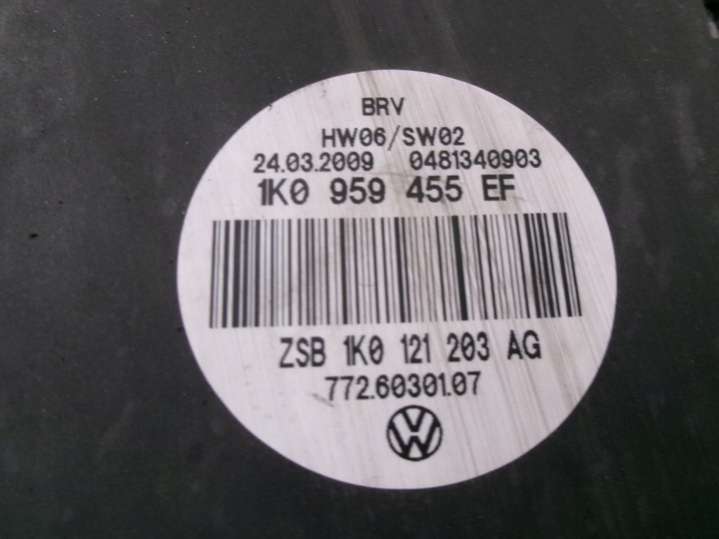 BRV
HW06/SW02
24.03.2009 0481340903
1K0 959 455 EF
ZSB 1K0 121 203 AG
772.60301.07